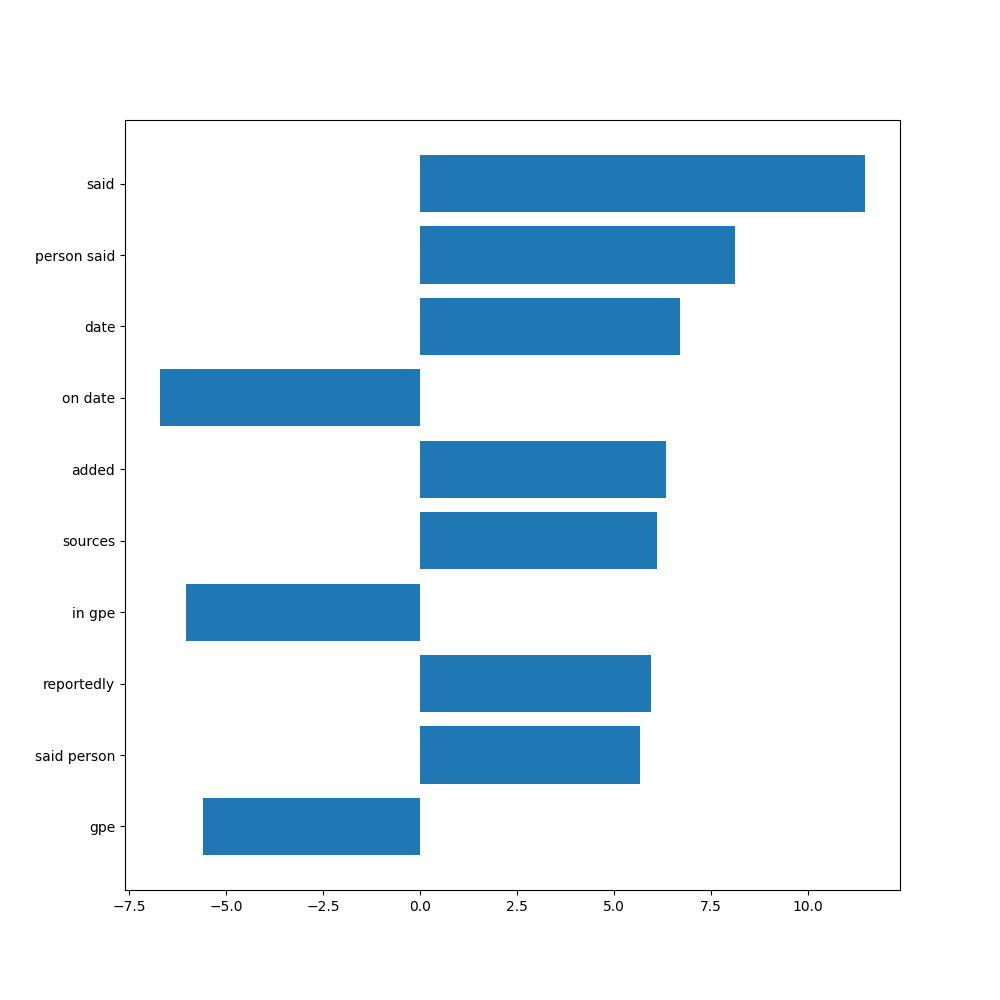 said
person said
date
on date
added
sources
in gpe
reportedly
said person
gpe
−7.5 −5.0 −2.5 0.0 2.5 5.0 7.5 10.0